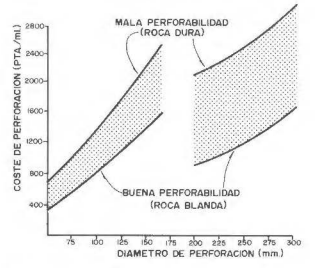 COSTE DE PERFORACION (PTA./ml)
2800
2400
2000
1600
1200
800
400
MALA PERFORABILIDAD
(ROCA DURA)
BUENA PERFORABILIDAD
(ROCA BLANDA)
75 100 125 150 175 200 225 250 275 300
DIAMETRO DE PERFORACION (mm.)